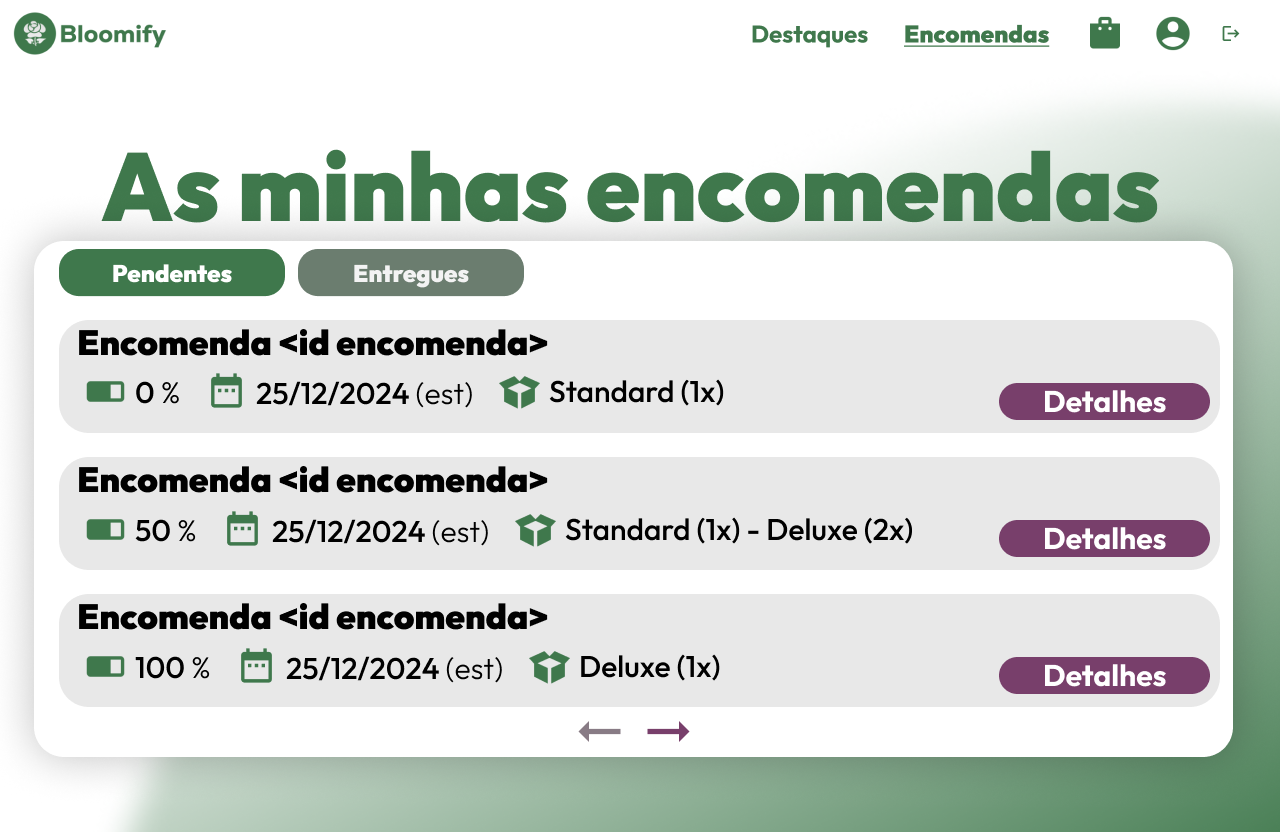 Bloomify
Destaques Encomendas
As minhas encomendas
Pendentes Entregues
Encomenda <id encomenda>
0 % 25/12/2024 (est) Standard (1x)
Detalhes
Encomenda <id encomenda>
50 % 25/12/2024 (est) Standard (1x) - Deluxe (2x)
Detalhes
Encomenda <id encomenda>
100 % 25/12/2024 (est) Deluxe (1x)
Detalhes